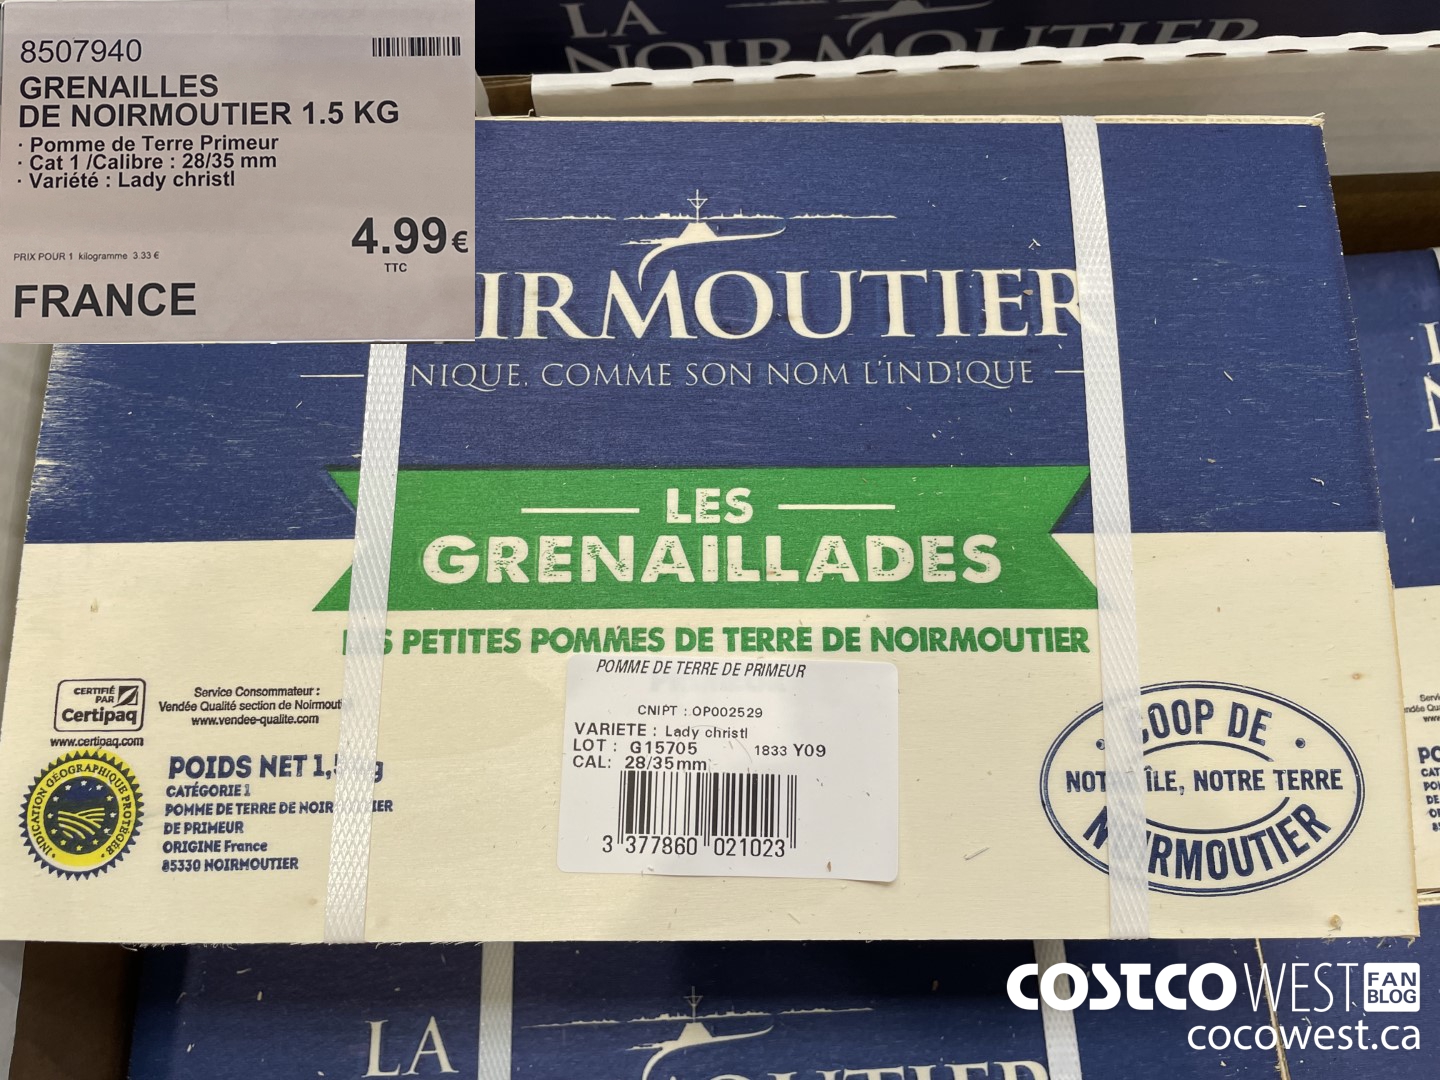 8507940
GRENAILLES
DE NOIRMOUTIER 1.5 KG
· Pomme de Terre Primeur
· Cat 1 /Calibre : 28/35 mm
· Variété : Lady christl
4.99€
TTC
PRIX POUR 1 kilogramme 3.33 €
FRANCE
LA
NOIRMOUTIER
IRMOUTIER
NIQUE, COMME SON NOM L'INDIQUE
LES
GRENAILLADES
S PETITES POMMES DE TERRE DE NOIRMOUTIER
POMME DE TERRE DE PRIMEUR
CNIPT : OP002529
VARIETE : Lady christl
LOT : G15705 1833 Y09
CAL: 28/35mm
3 377860 021023
CERTIFIÉ
PAR
Certipaq
www.certipaq.com
Service Consommateur :
Vendée Qualité section de Noirmouti
www.vendee-qualite.com
INDICATION GÉOGRAPHIQUE PROTÉGÉE
POIDS NET 1,5 g
CATÉGORIE 1
POMME DE TERRE DE NOIR IER
DE PRIMEUR
ORIGINE France
85330 NOIRMOUTIER
COOP DE
NOT ÎLE, NOTRE TERRE
N IRMOUTIER
LA
COSTCO WEST FAN
BLOG
cocowest.ca